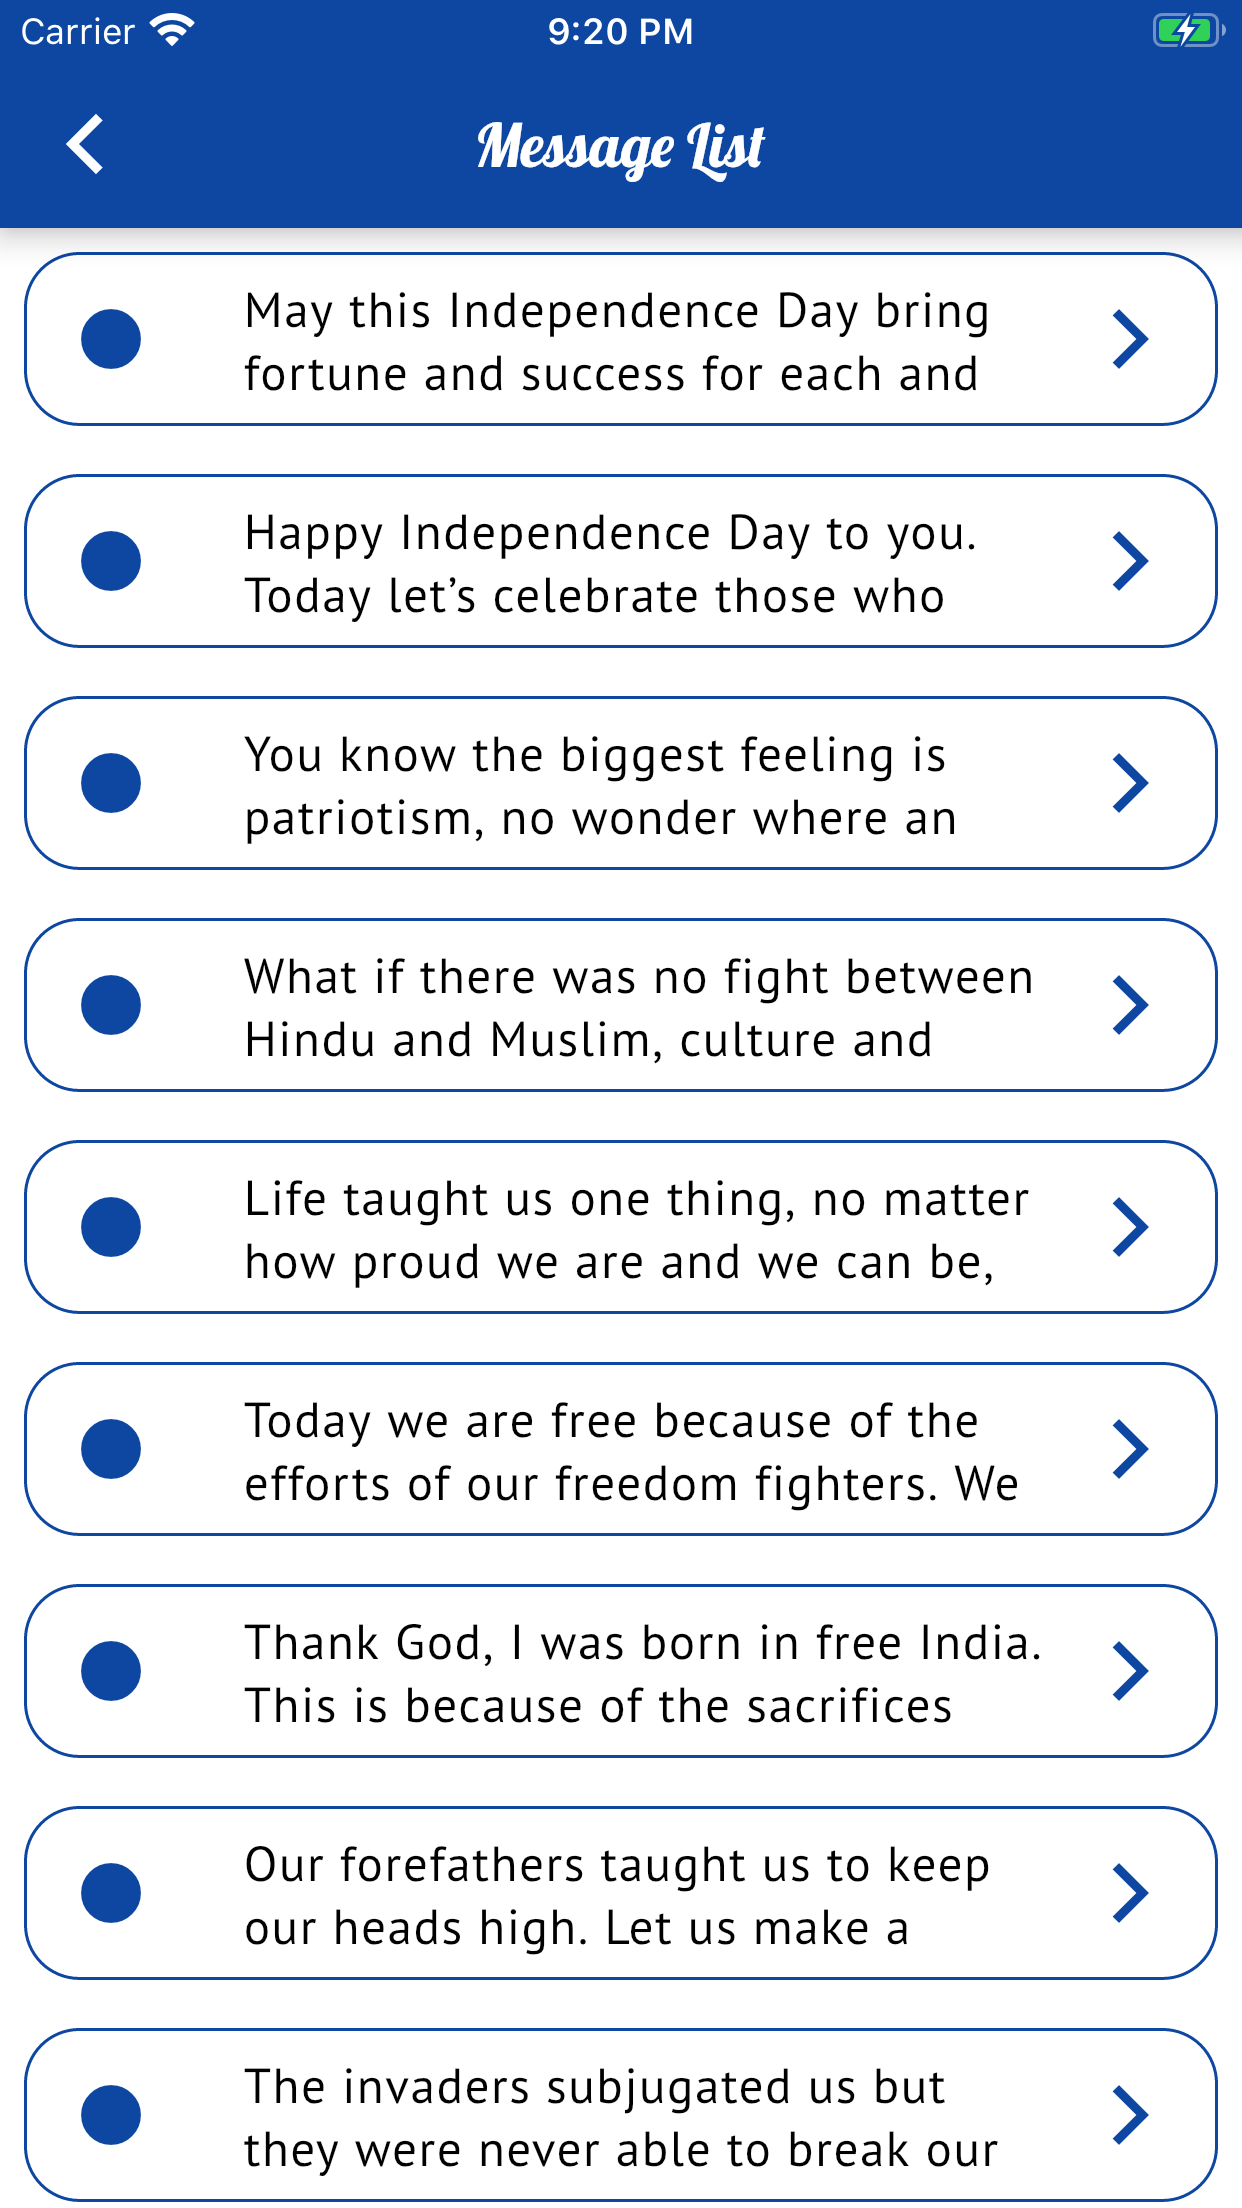 Carrier 9:20 PM
Message List
May this Independence Day bring
fortune and success for each and
Happy Independence Day to you.
Today let’s celebrate those who
You know the biggest feeling is
patriotism, no wonder where an
What if there was no fight between
Hindu and Muslim, culture and
Life taught us one thing, no matter
how proud we are and we can be,
Today we are free because of the
efforts of our freedom fighters. We
Thank God, I was born in free India.
This is because of the sacrifices
Our forefathers taught us to keep
our heads high. Let us make a
The invaders subjugated us but
they were never able to break our